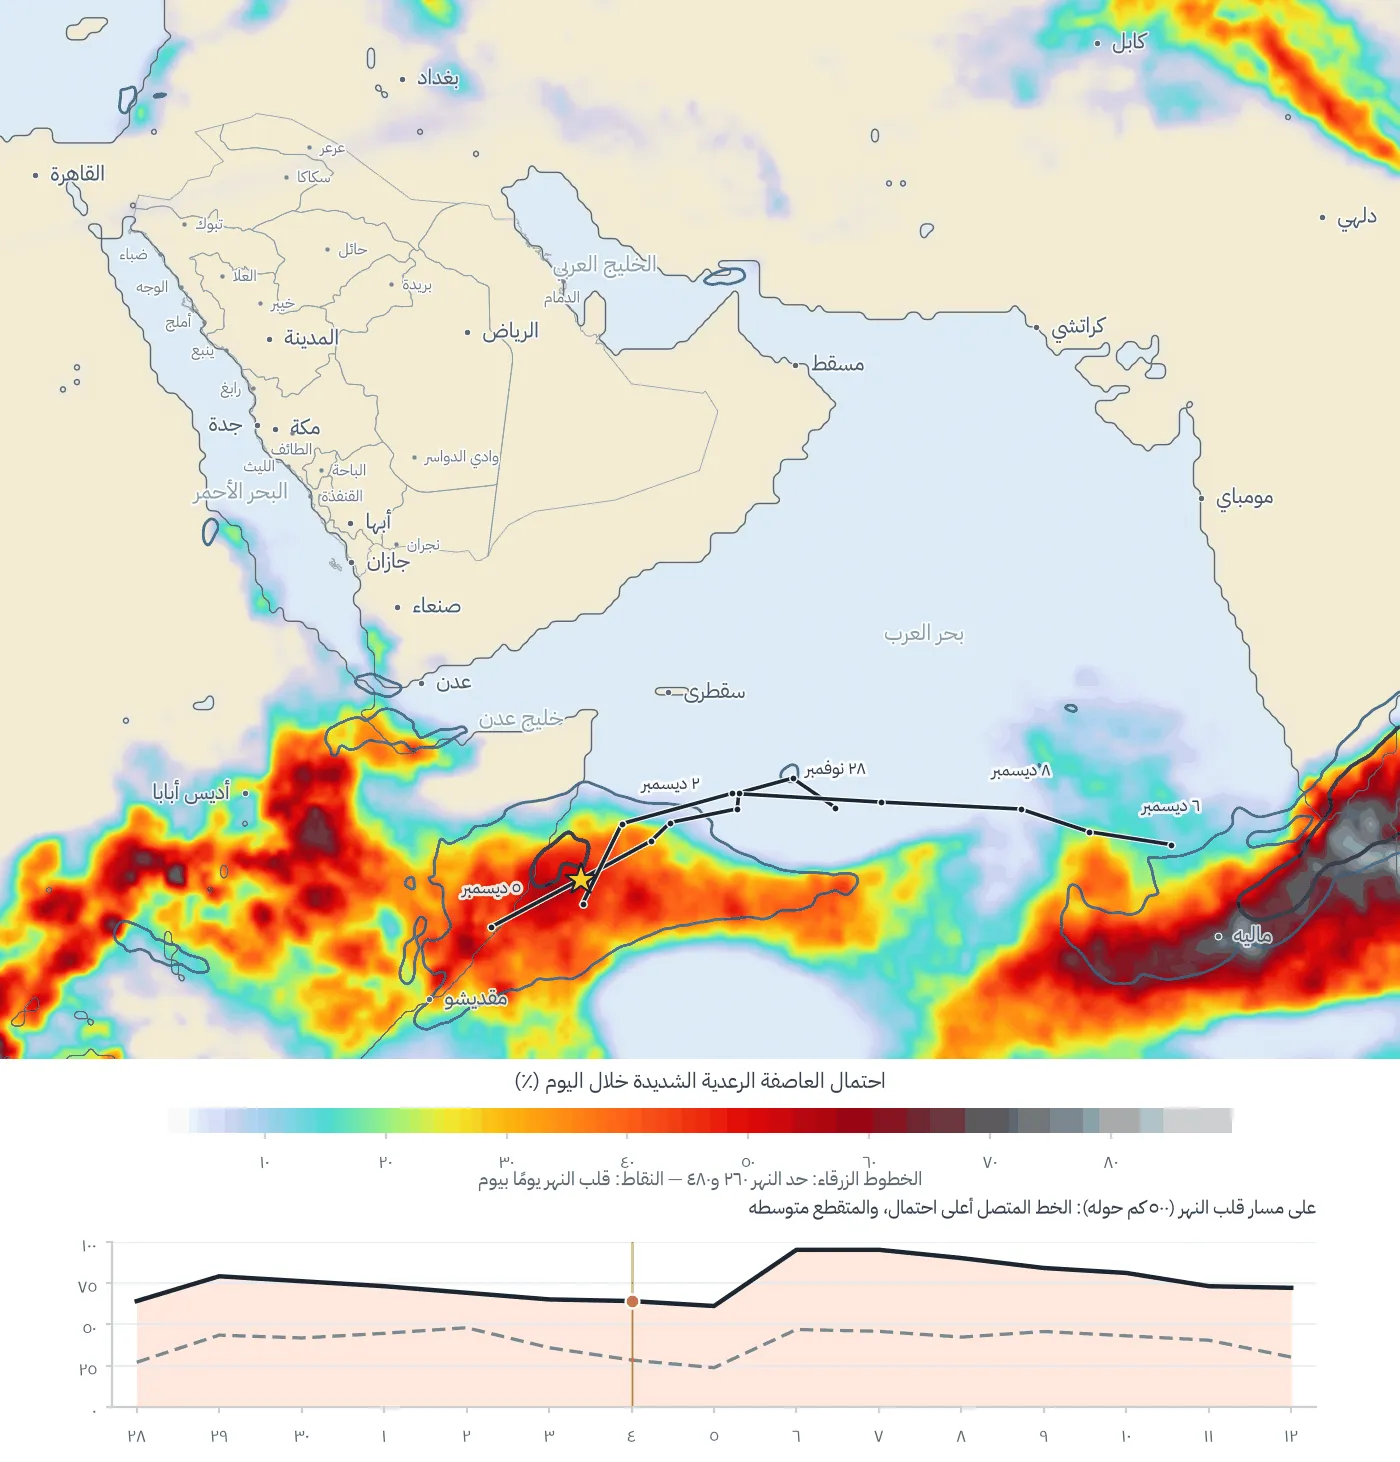 كابل
بغداد
القاهرة
عرعر
سكاكا
دلهي
تبوك
ضباء
حائل
الخليج العربي
العلا
الوجه
بريدة
الدمام
خيبر
أملج
المدينة
الرياض
كراتشي
ينبع
مسقط
رابغ
جدة
مكة
الطائف
الليث
الباحة
وادي الدواسر
البحر الأحمر
القنفذة
مومباي
أبها
نجران
جازان
صنعاء
بحر العرب
عدن
سقطرى
خليج عدن
٢٨ نوفمبر
٨ ديسمبر
٢ ديسمبر
أديس أبابا
٦ ديسمبر
٥ ديسمبر
ماليه
مقديشو
احتمال العاصفة الرعدية الشديدة خلال اليوم (٪)
١٠ ٢٠ ٣٠ ٤٠ ٥٠ ٦٠ ٧٠ ٨٠
الخطوط الزرقاء: حد النهر ٢٦٠ و٤٨٠ — النقاط: قلب النهر يومًا بيوم
على مسار قلب النهر (٥٠٠ كم حوله): الخط المتصل أعلى احتمال، والمتقطع متوسطه
١٠٠
٧٥
٥٠
٢٥
٠
٢٨ ٢٩ ٣٠ ١ ٢ ٣ ٤ ٥ ٦ ٧ ٨ ٩ ١٠ ١١ ١٢